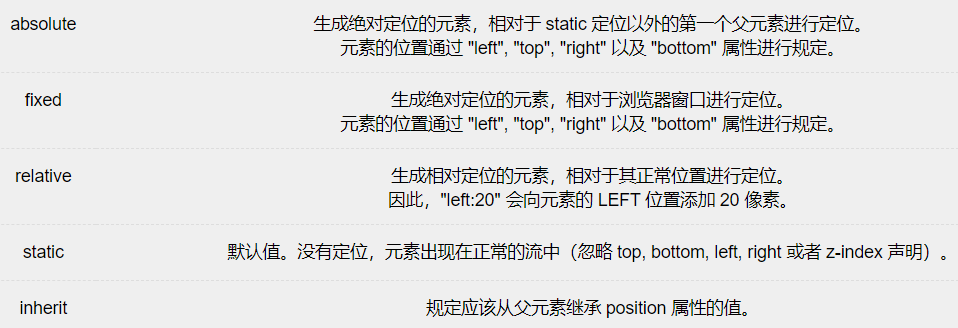 absolute
生成绝对定位的元素，相对于 static 定位以外的第一个父元素进行定位。
元素的位置通过 "left", "top", "right" 以及 "bottom" 属性进行规定。
fixed
生成绝对定位的元素，相对于浏览器窗口进行定位。
元素的位置通过 "left", "top", "right" 以及 "bottom" 属性进行规定。
relative
生成相对定位的元素，相对于其正常位置进行定位。
因此，"left:20" 会向元素的 LEFT 位置添加 20 像素。
static
默认值。没有定位，元素出现在正常的流中（忽略 top, bottom, left, right 或者 z-index 声明）。
inherit
规定应该从父元素继承 position 属性的值。